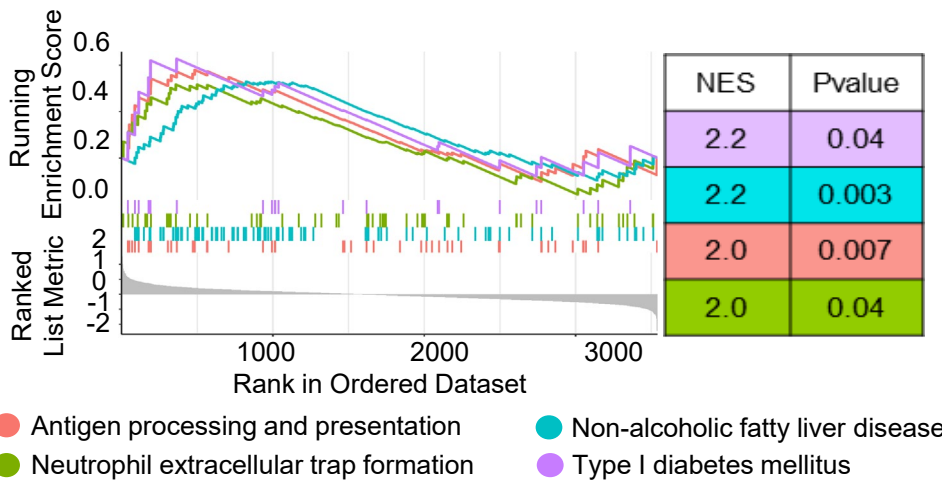 Running
Enrichment Score
0.6
0.4
0.2
0.0
Ranked
List Metric
2
1
0
-1
-2
1000 2000 3000
Rank in Ordered Dataset
NES Pvalue
2.2 0.04
2.2 0.003
2.0 0.007
2.0 0.04
Antigen processing and presentation
Non-alcoholic fatty liver disease
Neutrophil extracellular trap formation
Type I diabetes mellitus